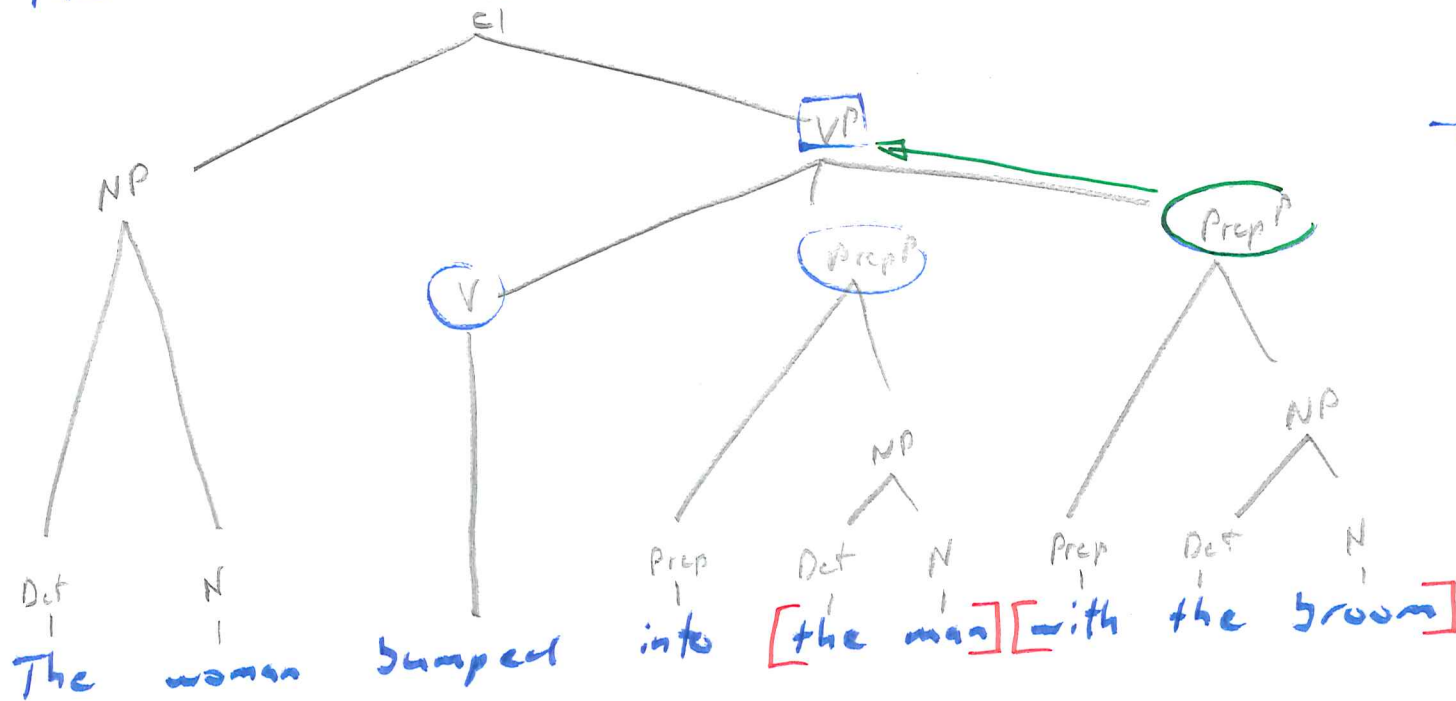 Cl
VP
NP
PrepP
V
PrepP
NP
NP
Prep Det N Prep Det N
Det N
The woman bumped into [the man] [with the broom]